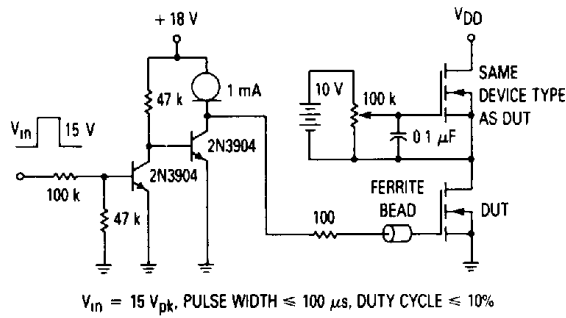 + 18 V
V_DD
47 k
1 mA
SAME
DEVICE TYPE
AS DUT
10 V
100 k
0 1 μF
V_in
15 V
2N3904
2N3904
100 k
47 k
FERRITE
BEAD
DUT
100
V_in = 15 V_pk, PULSE WIDTH ≤ 100 μs, DUTY CYCLE ≤ 10%